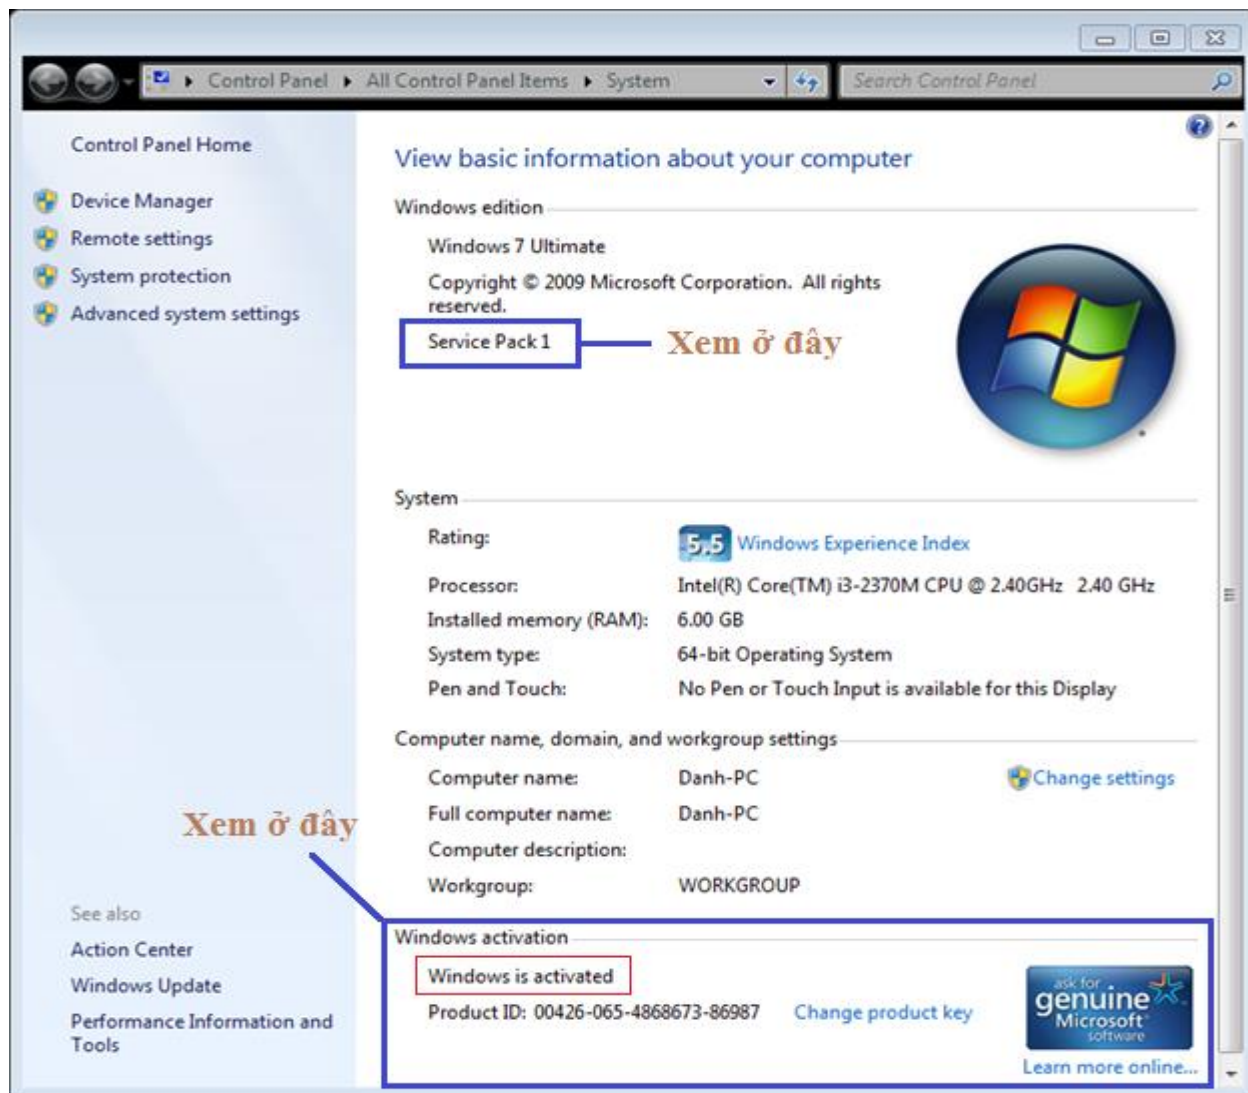 Control Panel ▸ All Control Panel Items ▸ System
Search Control Panel
Control Panel Home
Device Manager
Remote settings
System protection
Advanced system settings
View basic information about your computer
Windows edition
Windows 7 Ultimate
Copyright © 2009 Microsoft Corporation. All rights
reserved.
Service Pack 1
Xem ở đây
System
Rating:
5,5 Windows Experience Index
Processor: Intel(R) Core(TM) i3-2370M CPU @ 2.40GHz 2.40 GHz
Installed memory (RAM): 6.00 GB
System type: 64-bit Operating System
Pen and Touch: No Pen or Touch Input is available for this Display
Computer name, domain, and workgroup settings
Computer name: Danh-PC
Change settings
Full computer name: Danh-PC
Computer description:
Workgroup: WORKGROUP
Xem ở đây
See also
Action Center
Windows Update
Performance Information and
Tools
Windows activation
Windows is activated
Product ID: 00426-065-4868673-86987 Change product key
ask for
genuine
Microsoft
software
Learn more online...